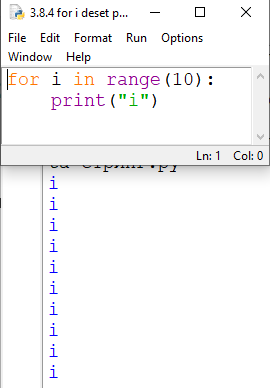 3.8.4 for i deset p...
File Edit Format Run Options
Window Help
for i in range(10):
print("i")
Ln: 1 Col: 0
i
i
i
i
i
i
i
i
i
i